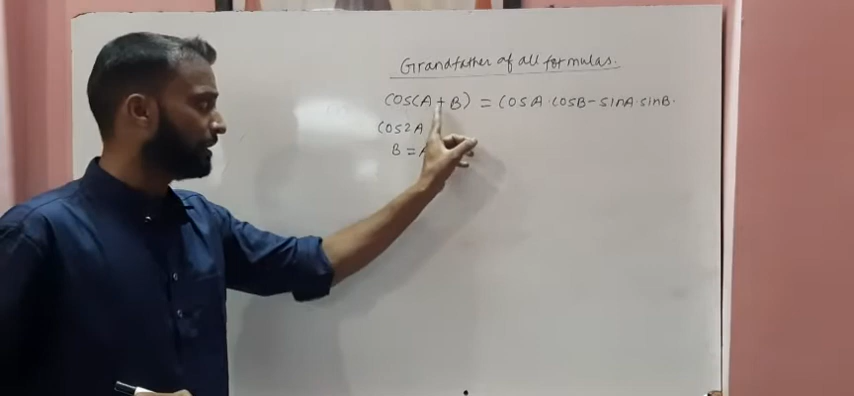 Grandfather of all formulas.
COS(A+B) = COSA·COSB-SINA·SINB·
COS2A
B =